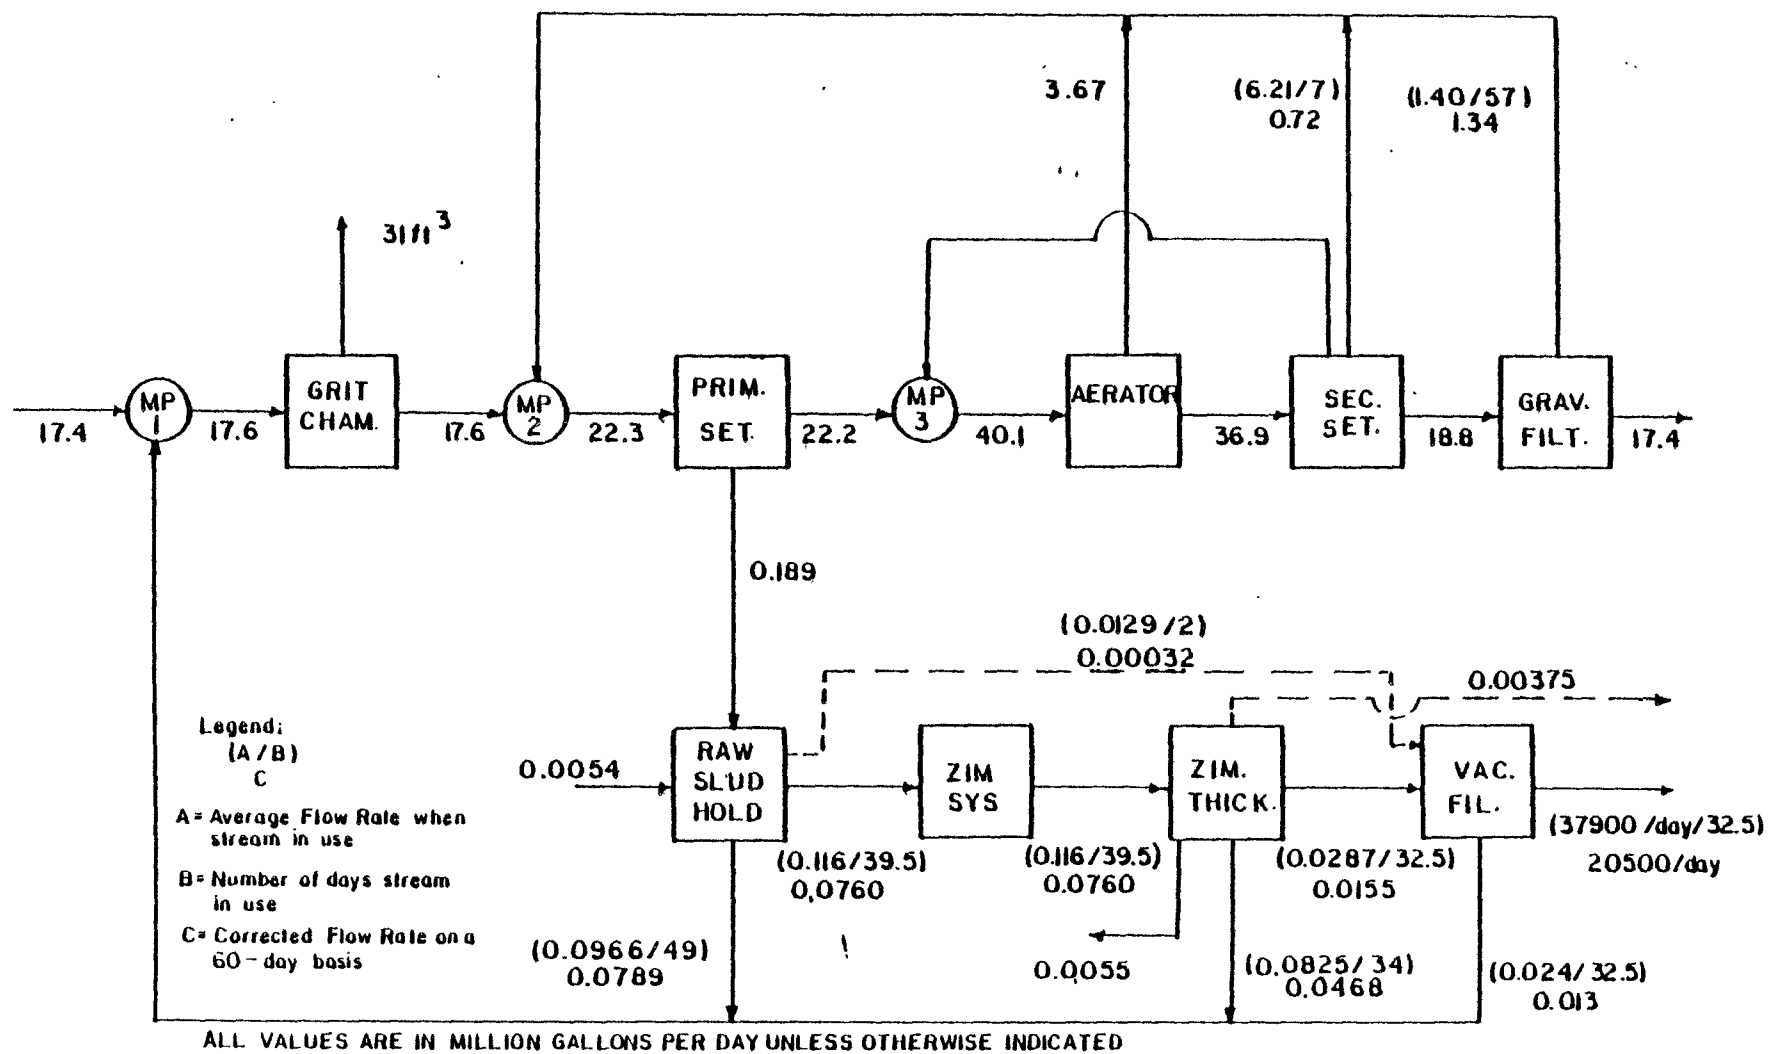 3.67
(6.21/7)
0.72
(1.40/57)
1.34
31ft³
MP
1
GRIT
CHAM.
MP
2
PRIM.
SET.
MP
3
AERATOR
SEC.
SET.
GRAV.
FILT.
17.4
17.6
17.6
22.3
22.2
40.1
36.9
18.8
17.4
0.189
(0.0129/2)
0.00032
0.00375
0.0054
RAW
SLUD
HOLD
ZIM
SYS
ZIM.
THICK.
VAC.
FIL.
(0.116/39.5)
0.0760
(0.116/39.5)
0.0760
(0.0287/32.5)
0.0155
(37900/day/32.5)
20500/day
(0.0966/49)
0.0789
0.0055
(0.0825/34)
0.0468
(0.024/32.5)
0.013
Legend:
(A/B)
C
A= Average Flow Rate when
stream in use
B= Number of days stream
in use
C= Corrected Flow Rate on a
60-day basis
ALL VALUES ARE IN MILLION GALLONS PER DAY UNLESS OTHERWISE INDICATED